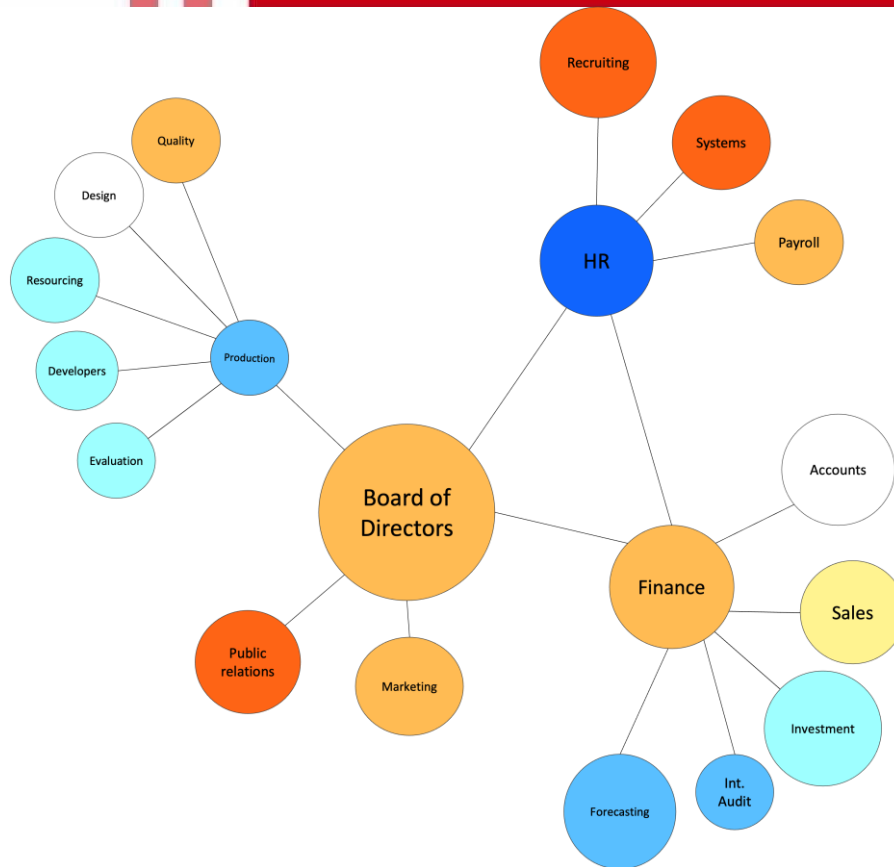 Recruiting
Quality
Systems
Design
Payroll
HR
Resourcing
Production
Developers
Evaluation
Accounts
Board of
Directors
Finance
Sales
Public
relations
Marketing
Investment
Int.
Audit
Forecasting